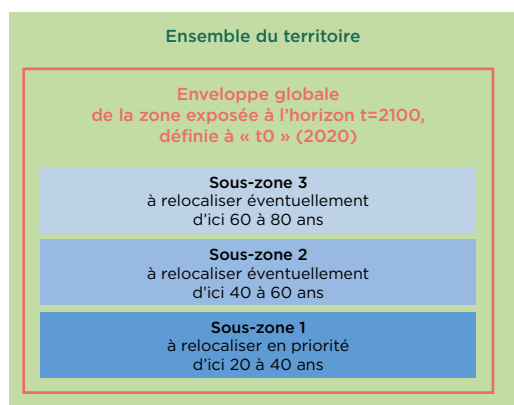 Ensemble du territoire
Enveloppe globale
de la zone exposée à l'horizon t=2100,
définie à « t0 » (2020)
Sous-zone 3
à relocaliser éventuellement
d'ici 60 à 80 ans
Sous-zone 2
à relocaliser éventuellement
d'ici 40 à 60 ans
Sous-zone 1
à relocaliser en priorité
d'ici 20 à 40 ans